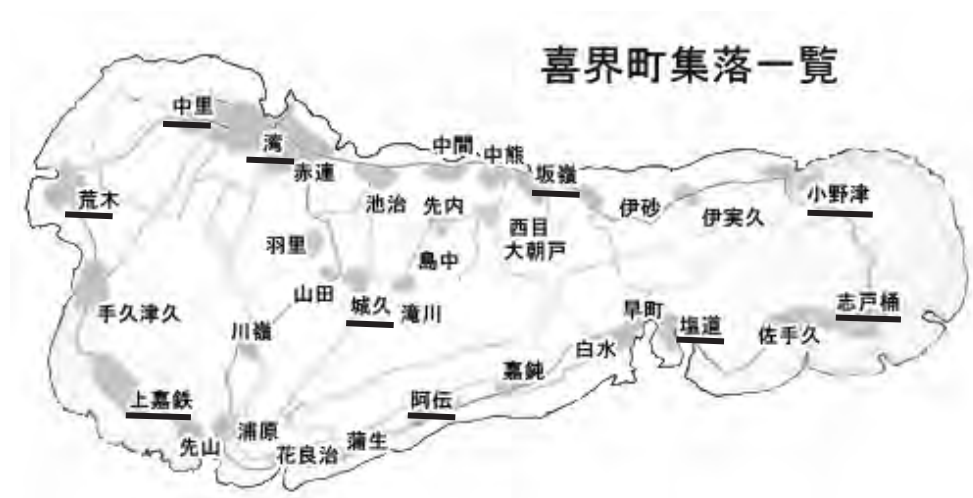 喜界町集落一覧
中里
湾
赤連
中間
中熊
坂嶺
小野津
荒木
池治
先内
伊砂
伊実久
羽里
西目
大朝戸
島中
山田
城久
滝川
早町
塩道
志戸桶
佐手久
手久津久
川嶺
白水
嘉鈍
上嘉鉄
阿伝
先山
浦原
花良治
蒲生